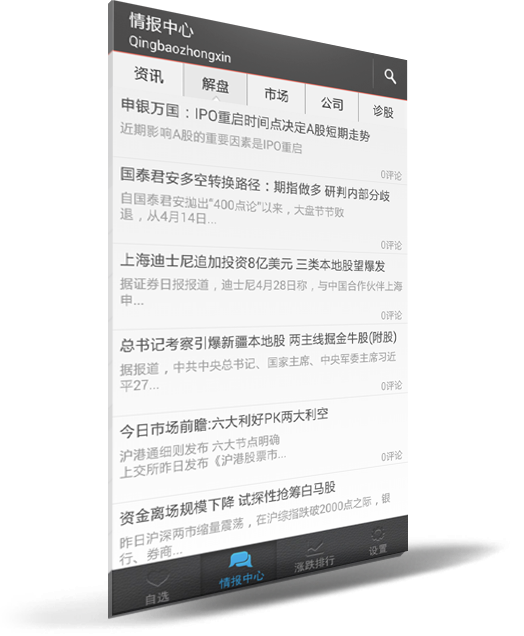 情报中心
Qingbaozhongxin
资讯 解盘 市场 公司 诊股
申银万国：IPO重启时间点决定A股短期走势
近期影响A股的重要因素是IPO重启
0评论
国泰君安多空转换路径：期指做多 研判内部分歧
自国泰君安抛出"400点论"以来，大盘节节败
退，从4月14日...
0评论
上海迪士尼追加投资8亿美元 三类本地股望爆发
据证券日报报道，迪士尼4月28日称，与中国合作伙伴上海
申...
0评论
总书记考察引爆新疆本地股 两主线掘金牛股(附股)
据报道，中共中央总书记、国家主席、中央军委主席习近
平27...
0评论
今日市场前瞻:六大利好PK两大利空
沪港通细则发布 六大节点明确
上交所昨日发布《沪港股票市...
0评论
资金离场规模下降 试探性抢筹白马股
昨日沪深两市缩量震荡，在沪综指跌破2000点之际，银
行、券商...
自选 情报中心 涨跌排行 设置